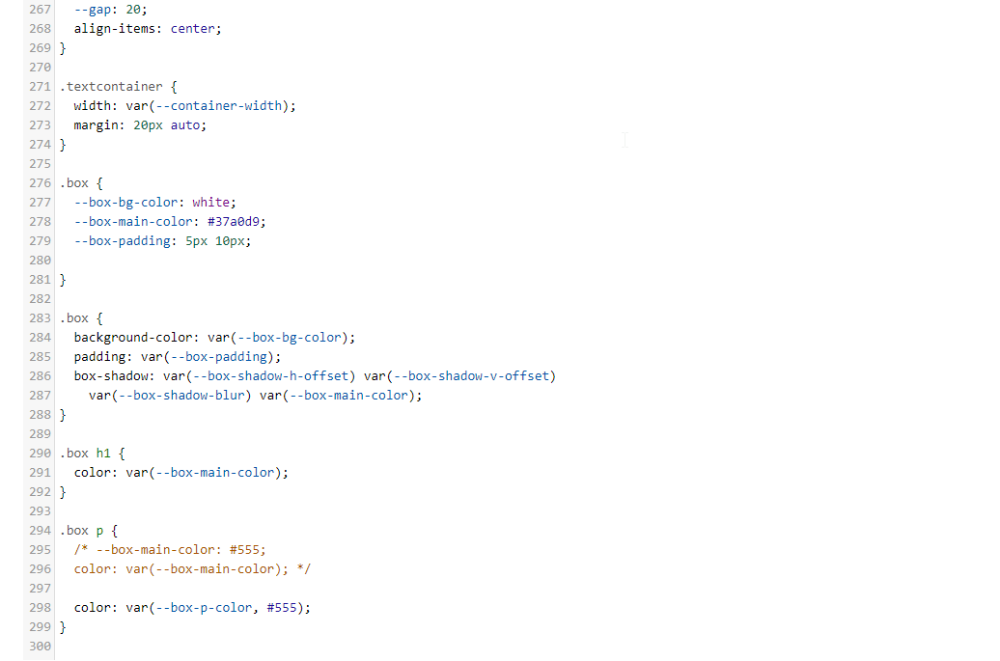 267 --gap: 20;
268 align-items: center;
269 }
270
271 .textcontainer {
272 width: var(--container-width);
273 margin: 20px auto;
274 }
275
276 .box {
277 --box-bg-color: white;
278 --box-main-color: #37a0d9;
279 --box-padding: 5px 10px;
280
281 }
282
283 .box {
284 background-color: var(--box-bg-color);
285 padding: var(--box-padding);
286 box-shadow: var(--box-shadow-h-offset) var(--box-shadow-v-offset)
287 var(--box-shadow-blur) var(--box-main-color);
288 }
289
290 .box h1 {
291 color: var(--box-main-color);
292 }
293
294 .box p {
295 /* --box-main-color: #555;
296 color: var(--box-main-color); */
297
298 color: var(--box-p-color, #555);
299 }
300